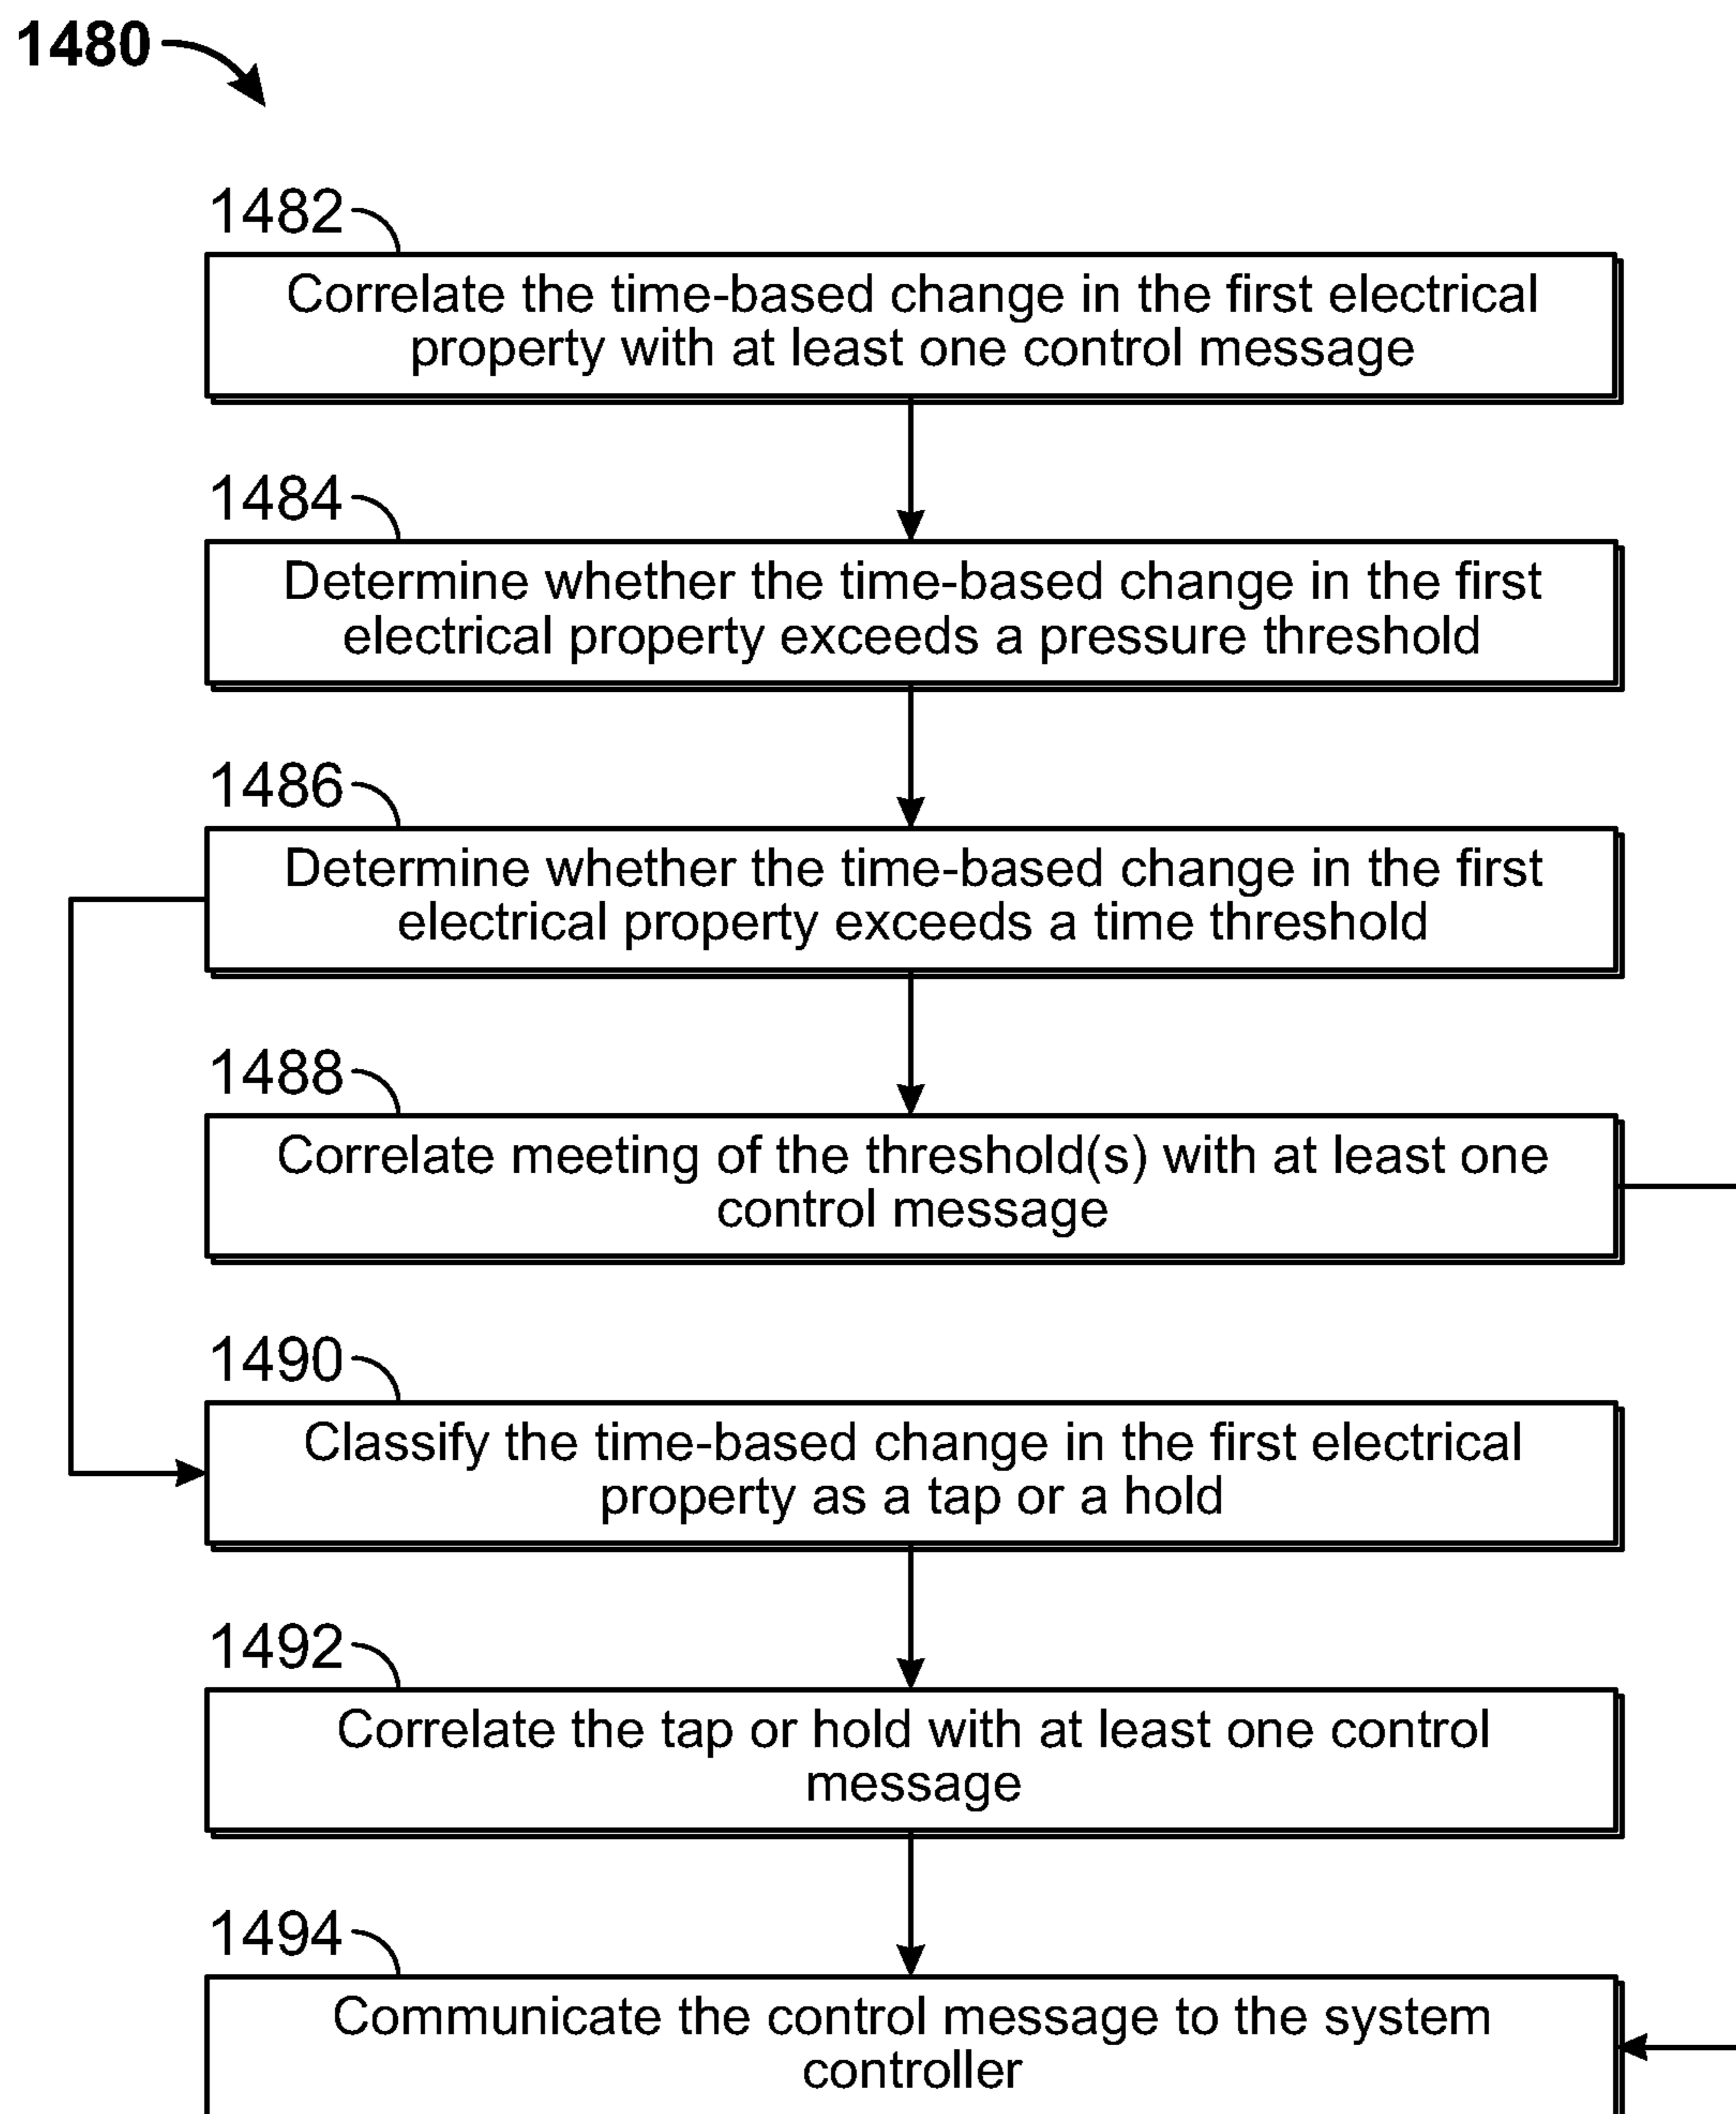 1480
1482
Correlate the time-based change in the first electrical
property with at least one control message
1484
Determine whether the time-based change in the first
electrical property exceeds a pressure threshold
1486
Determine whether the time-based change in the first
electrical property exceeds a time threshold
1488
Correlate meeting of the threshold(s) with at least one
control message
1490
Classify the time-based change in the first electrical
property as a tap or a hold
1492
Correlate the tap or hold with at least one control
message
1494
Communicate the control message to the system
controller